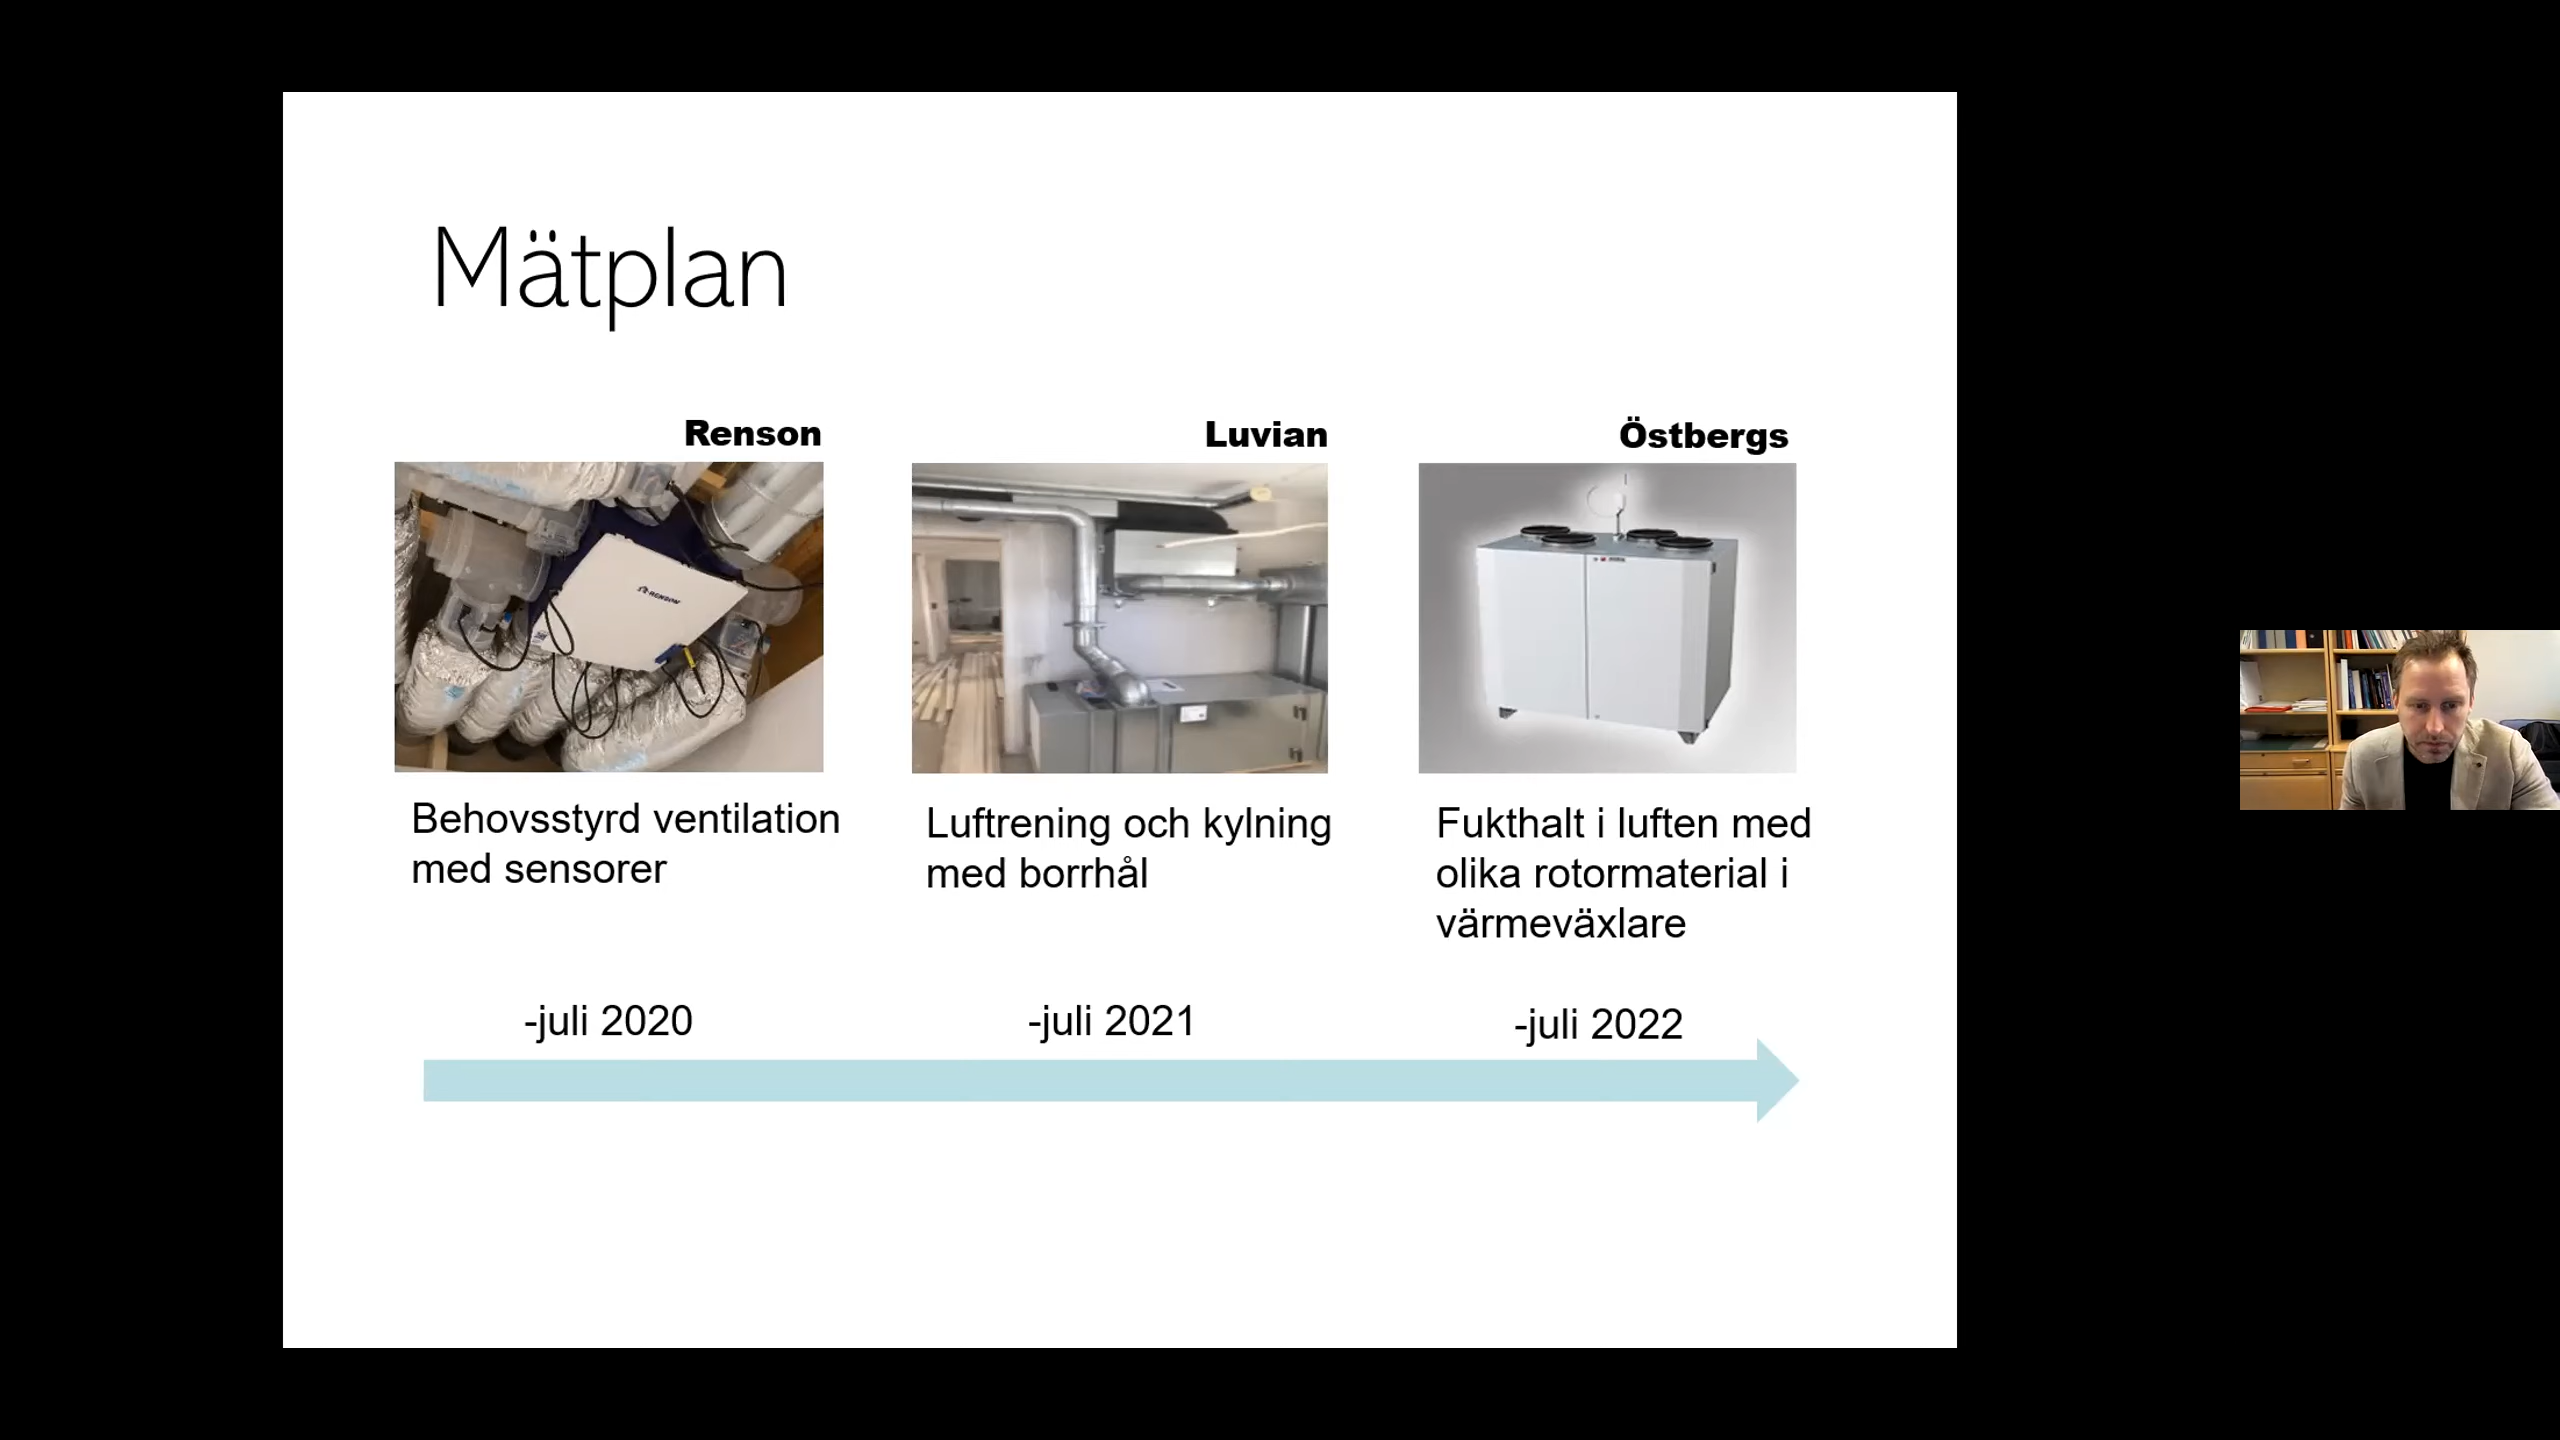 Mätplan
Renson
RENSON
Behovsstyrd ventilation
med sensorer
-juli 2020
Luvian
Luftrening och kylning
med borrhål
-juli 2021
Östbergs
Fukthalt i luften med
olika rotormaterial i
värmeväxlare
-juli 2022